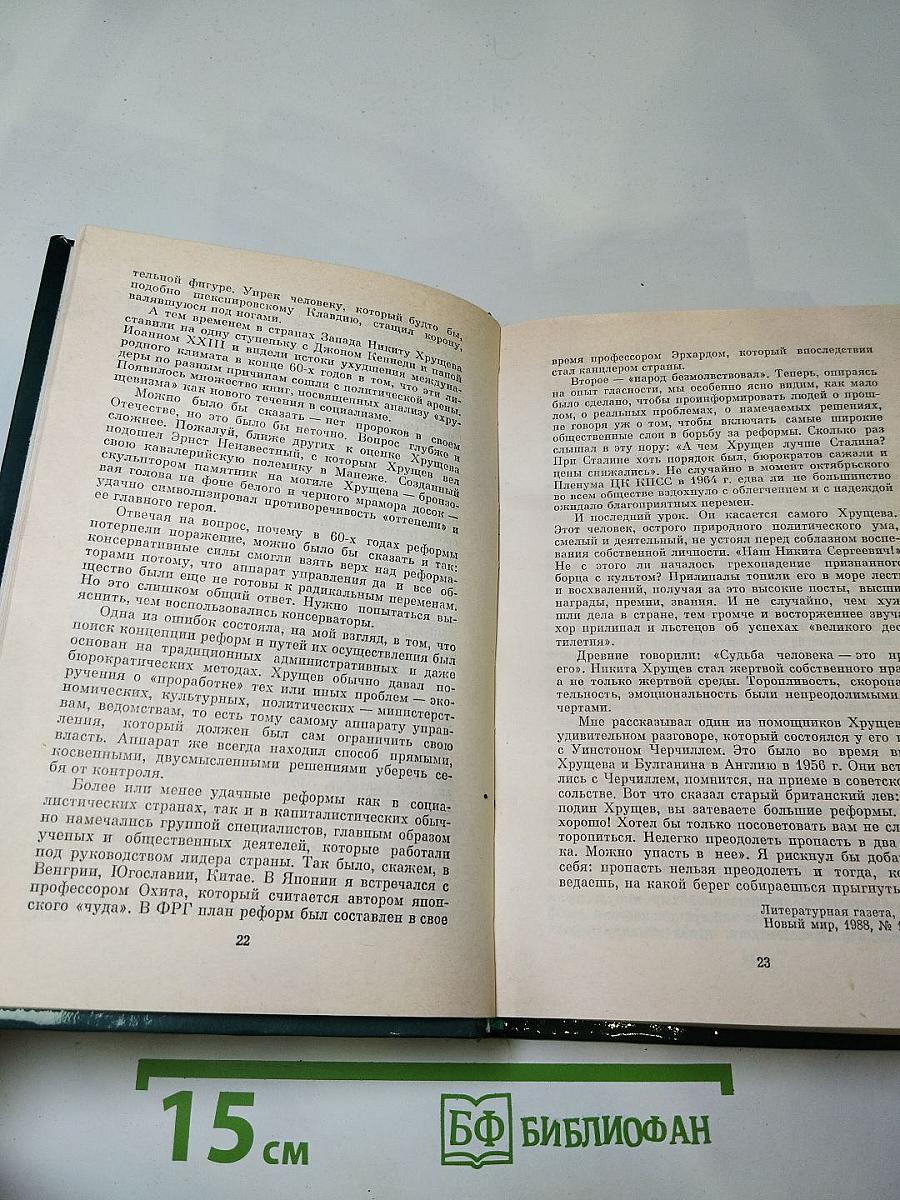 тельной фигуре. Упрек человеку, который будто бы,
подобно шекспировскому Клавдию, стащил корону,
валявшуюся под ногами.
А тем временем в странах Запада Никиту Хрущева
ставили на одну ступеньку с Джоном Кеннеди и папой
Иоанном XXIII и видели истоки ухудшения междуна-
родного климата в конце 60-х годов в том, что эти ли-
деры по разным причинам сошли с политической арены.
Появилось множество книг, посвященных анализу «хру-
щевизма» как нового течения в социализме.
Можно было бы сказать — нет пророков в своем
Отечестве, но это было бы неточно. Вопрос глубже и
сложнее. Пожалуй, ближе других к оценке Хрущева
подошел Эрнст Неизвестный, с которым Хрущев вел
свою кавалерийскую полемику в Манеже. Созданный
скульптором памятник на могиле Хрущева — бронзо-
вая голова на фоне белого и черного мрамора досок —
удачно символизировал противоречивость «оттепели» и
ее главного героя.
Отвечая на вопрос, почему в 60-х годах реформы
потерпели поражение, можно было бы сказать и так:
консервативные силы смогли взять верх над реформа-
торами потому, что аппарат управления да и все об-
щество были еще не готовы к радикальным переменам.
Но это слишком общий ответ. Нужно попытаться вы-
яснить, чем воспользовались консерваторы.
Одна из ошибок состояла, на мой взгляд, в том, что
поиск концепции реформ и путей их осуществления был
основан на традиционных административных и даже
бюрократических методах. Хрущев обычно давал по-
ручения о «проработке» тех или иных проблем — эко-
номических, культурных, политических — министерст-
вам, ведомствам, то есть тому самому аппарату управ-
ления, который должен был сам ограничить свою
власть. Аппарат же всегда находил способ прямыми,
косвенными, двусмысленными решениями уберечь се-
бя от контроля.
Более или менее удачные реформы как в социа-
листических странах, так и в капиталистических обыч-
но намечались группой специалистов, главным образом
ученых и общественных деятелей, которые работали
под руководством лидера страны. Так было, скажем, в
Венгрии, Югославии, Китае. В Японии я встречался с
профессором Охита, который считается автором япон-
ского «чуда». В ФРГ план реформ был составлен в свое
22
время профессором Эрхардом, который впоследствии
стал канцлером страны.
Второе — «народ безмолвствовал». Теперь, опираясь
на опыт гласности, мы особенно ясно видим, как мало
было сделано, чтобы проинформировать людей о прош-
лом, о реальных проблемах, о намечаемых решениях,
не говоря уж о том, чтобы включать самые широкие
общественные слои в борьбу за реформы. Сколько раз
слышал в эту пору: «А чем Хрущев лучше Сталина?
При Сталине хоть порядок был, бюрократов сажали и
цены снижались». Не случайно в момент октябрьского
Пленума ЦК КПСС в 1964 г. едва ли не большинство
во всем обществе вздохнуло с облегчением и с надеждой
ожидало благоприятных перемен.
И последний урок. Он касается самого Хрущева.
Этот человек, острого природного политического ума,
смелый и деятельный, не устоял перед соблазном воспе-
вания собственной личности. «Наш Никита Сергеевич!»
Не с этого ли началось грехопадение признанного
борца с культом? Прилипалы топили его в море лест
и восхвалений, получая за это высокие посты, высши
награды, премии, звания. И не случайно, чем хуж
шли дела в стране, тем громче и восторженнее звуча
хор прилипал и льстецов об успехах «великого дес
тилетия».
Древние говорили: «Судьба человека — это нр
его». Никита Хрущев стал жертвой собственного нра
а не только жертвой среды. Торопливость, скоропа
тельность, эмоциональность были непреодолимыми
чертами.
Мне рассказывал один из помощников Хрущев
удивительном разговоре, который состоялся у его п
с Уинстоном Черчиллем. Это было во время ви
Хрущева и Булганина в Англию в 1956 г. Они вст
лись с Черчиллем, помнится, на приеме в советско
сольстве. Вот что сказал старый британский лев:
подин Хрущев, вы затеваете большие реформы.
хорошо! Хотел бы только посоветовать вам не сл
торопиться. Нелегко преодолеть пропасть в два
ка. Можно упасть в нее». Я рискнул бы доба
себя: пропасть нельзя преодолеть и тогда, ко
ведаешь, на какой берег собираешься прыгнуть
Литературная газета,
Новый мир, 1988, № 1
23
15 см
БФ БИБЛИОФАН